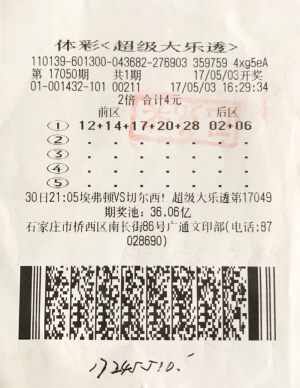 体彩<超级大乐透>
110139-601300-043682-276903 359759 4xg5eA
第 17050期 共1期 17/05/03开奖
01-001432-101 00211 17/05/03 16:29:34
2倍 合计4元
前区 后区
① 12+14+17+20+28 02+06
②
③
④
⑤
30日21:05埃弗顿VS切尔西! 超级大乐透第17049
期奖池: 36.06亿
石家庄市桥西区南长街86号广通文印部(电话:87
028690)